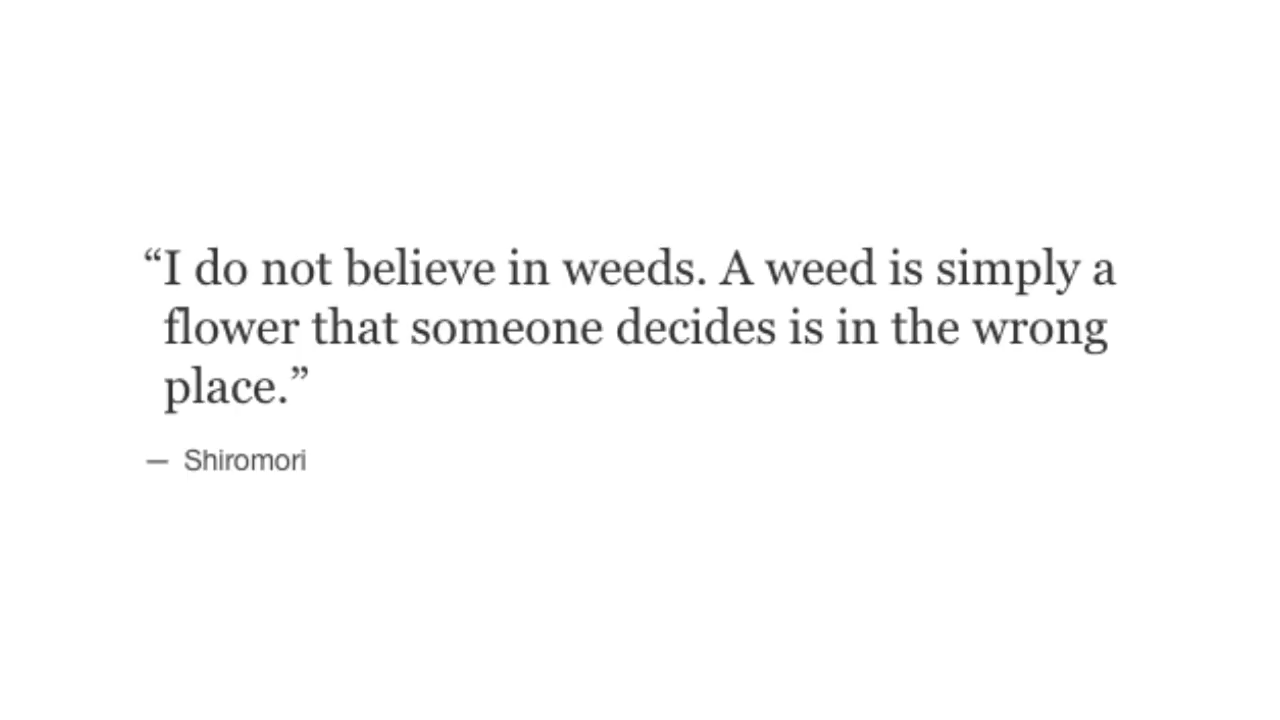 “I do not believe in weeds. A weed is simply a
flower that someone decides is in the wrong
place.”
— Shiromori